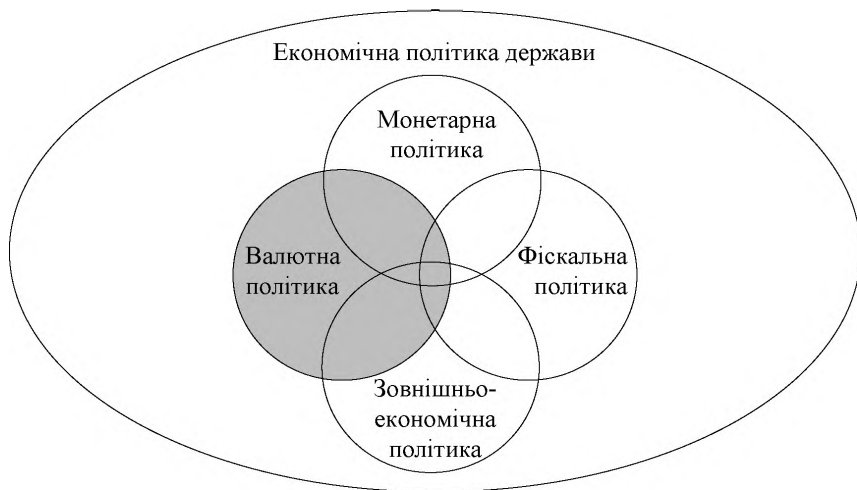 Економічна політика держави
Монетарна
політика
Валютна
політика
Фіскальна
політика
Зовнішньо-
економічна
політика